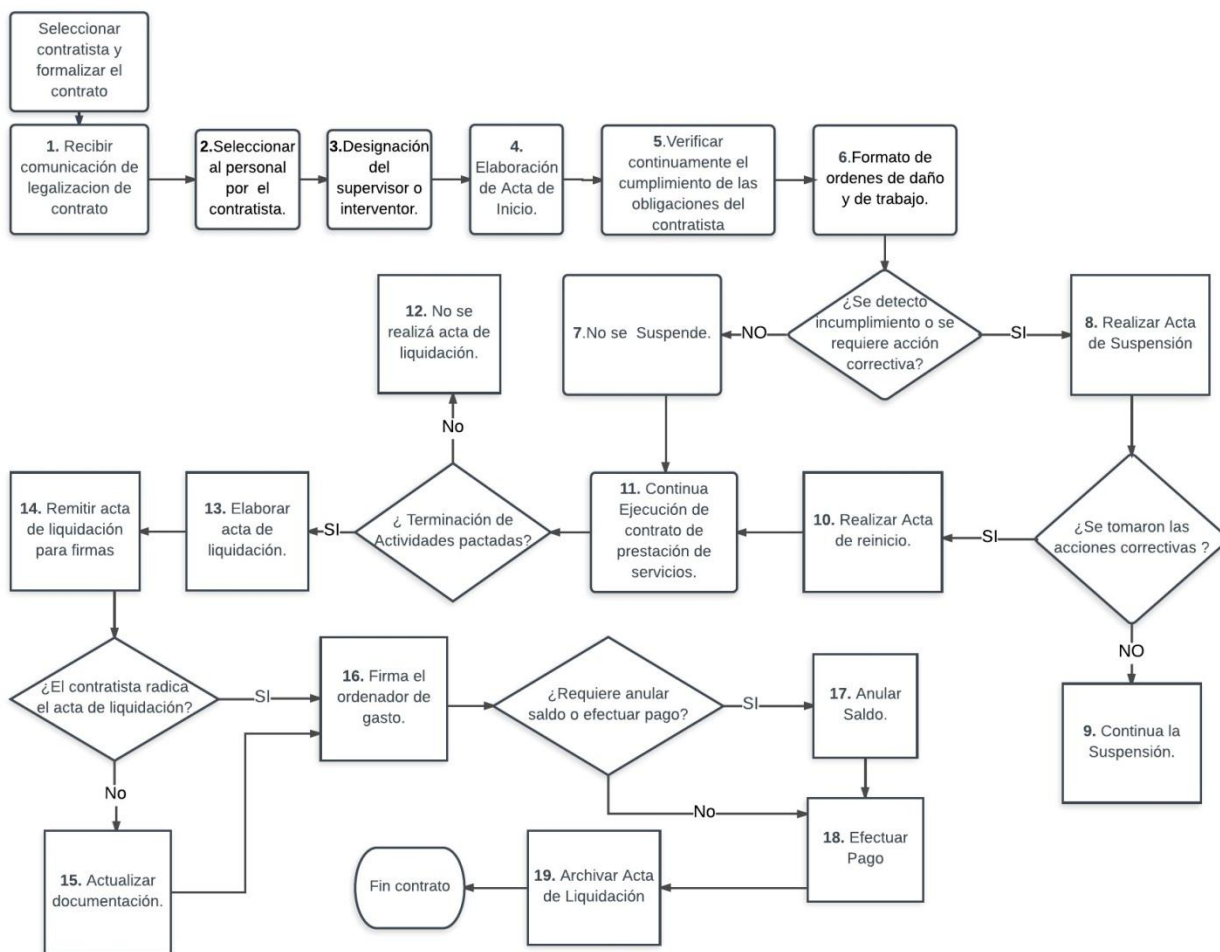 Seleccionar
contratista y
formalizar el
contrato
1. Recibir
comunicación de
legalizacion de
contrato
2.Seleccionar
al personal
por el
contratista.
3.Designación
del
supervisor o
interventor.
4.
Elaboración
de Acta de
Inicio.
5.Verificar
continuamente el
cumplimiento de las
obligaciones del
contratista
6.Formato de
ordenes de daño
y de trabajo.
¿Se detecto
incumplimiento o se
requiere acción
correctiva?
NO
SI
7.No se Suspende.
8. Realizar Acta
de Suspensión
12. No se
realizá acta de
liquidación.
No
14. Remitir acta
de liquidación
para firmas
13. Elaborar
acta de
liquidación.
SI
¿ Terminación de
Actividades pactadas?
11. Continua
Ejecución de
contrato de
prestación de
servicios.
10. Realizar Acta
de reinicio.
SI
¿Se tomaron las
acciones correctivas ?
NO
9. Continua la
Suspensión.
¿El contratista radica
el acta de liquidación?
SI
No
16. Firma el
ordenador de
gasto.
¿Requiere anular
saldo o efectuar pago?
SI
No
17. Anular
Saldo.
15. Actualizar
documentación.
18. Efectuar
Pago
19. Archivar Acta
de Liquidación
Fin contrato